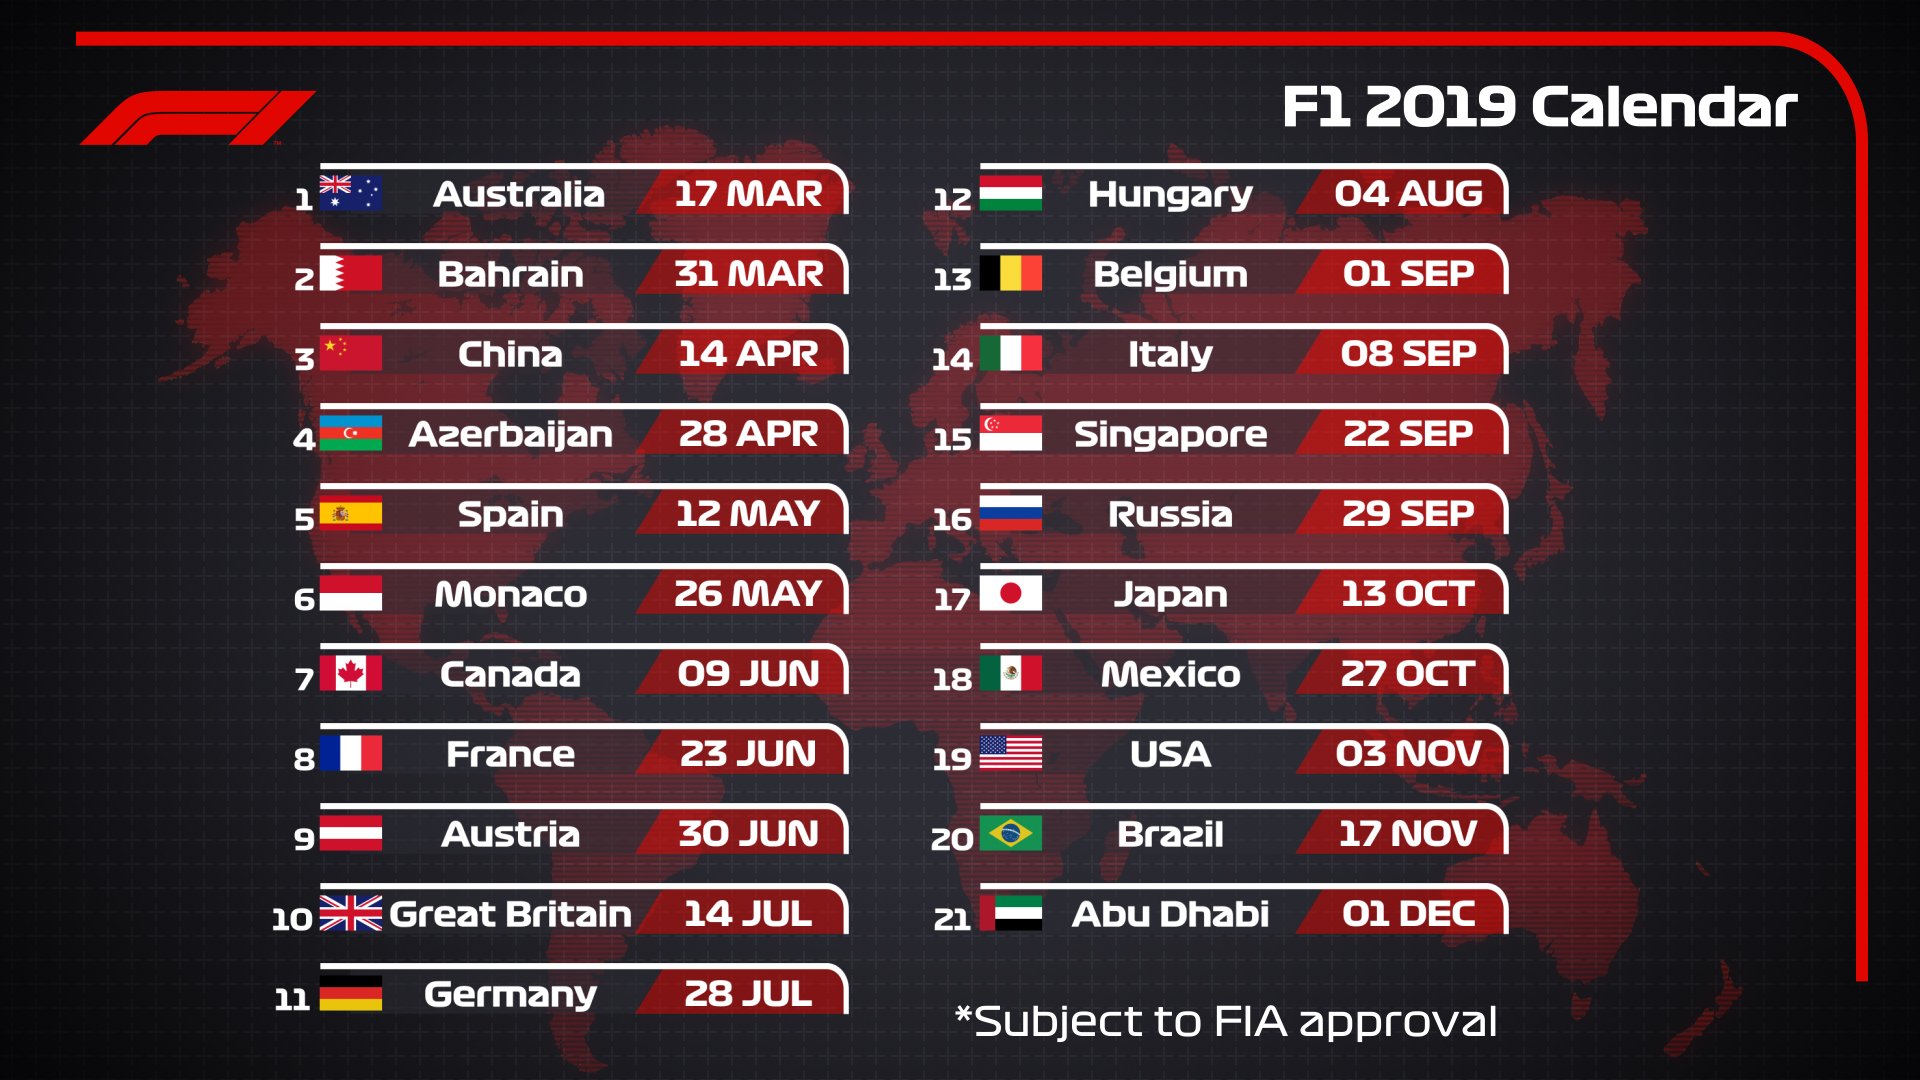 F1 2019 Calendar
1 Australia 17 MAR
2 Bahrain 31 MAR
3 China 14 APR
4 Azerbaijan 28 APR
5 Spain 12 MAY
6 Monaco 26 MAY
7 Canada 09 JUN
8 France 23 JUN
9 Austria 30 JUN
10 Great Britain 14 JUL
11 Germany 28 JUL
12 Hungary 04 AUG
13 Belgium 01 SEP
14 Italy 08 SEP
15 Singapore 22 SEP
16 Russia 29 SEP
17 Japan 13 OCT
18 Mexico 27 OCT
19 USA 03 NOV
20 Brazil 17 NOV
21 Abu Dhabi 01 DEC
*Subject to FIA approval